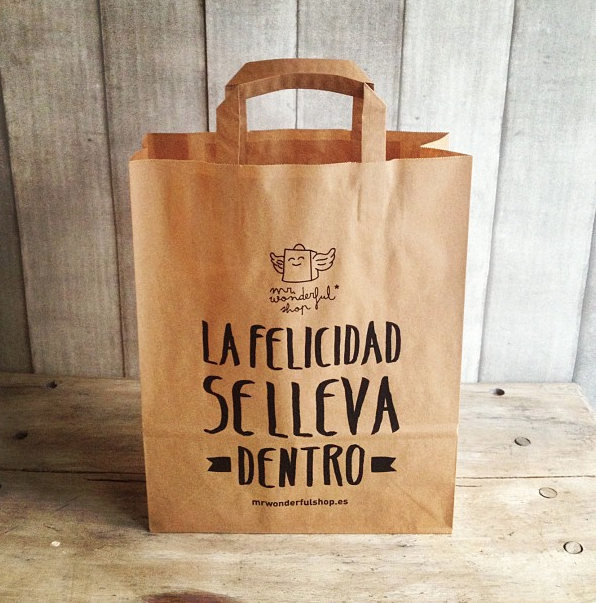 mr.
wonderful*
shop
LA FELICIDAD
SE LLEVA
DENTRO
mrwonderfulshop.es